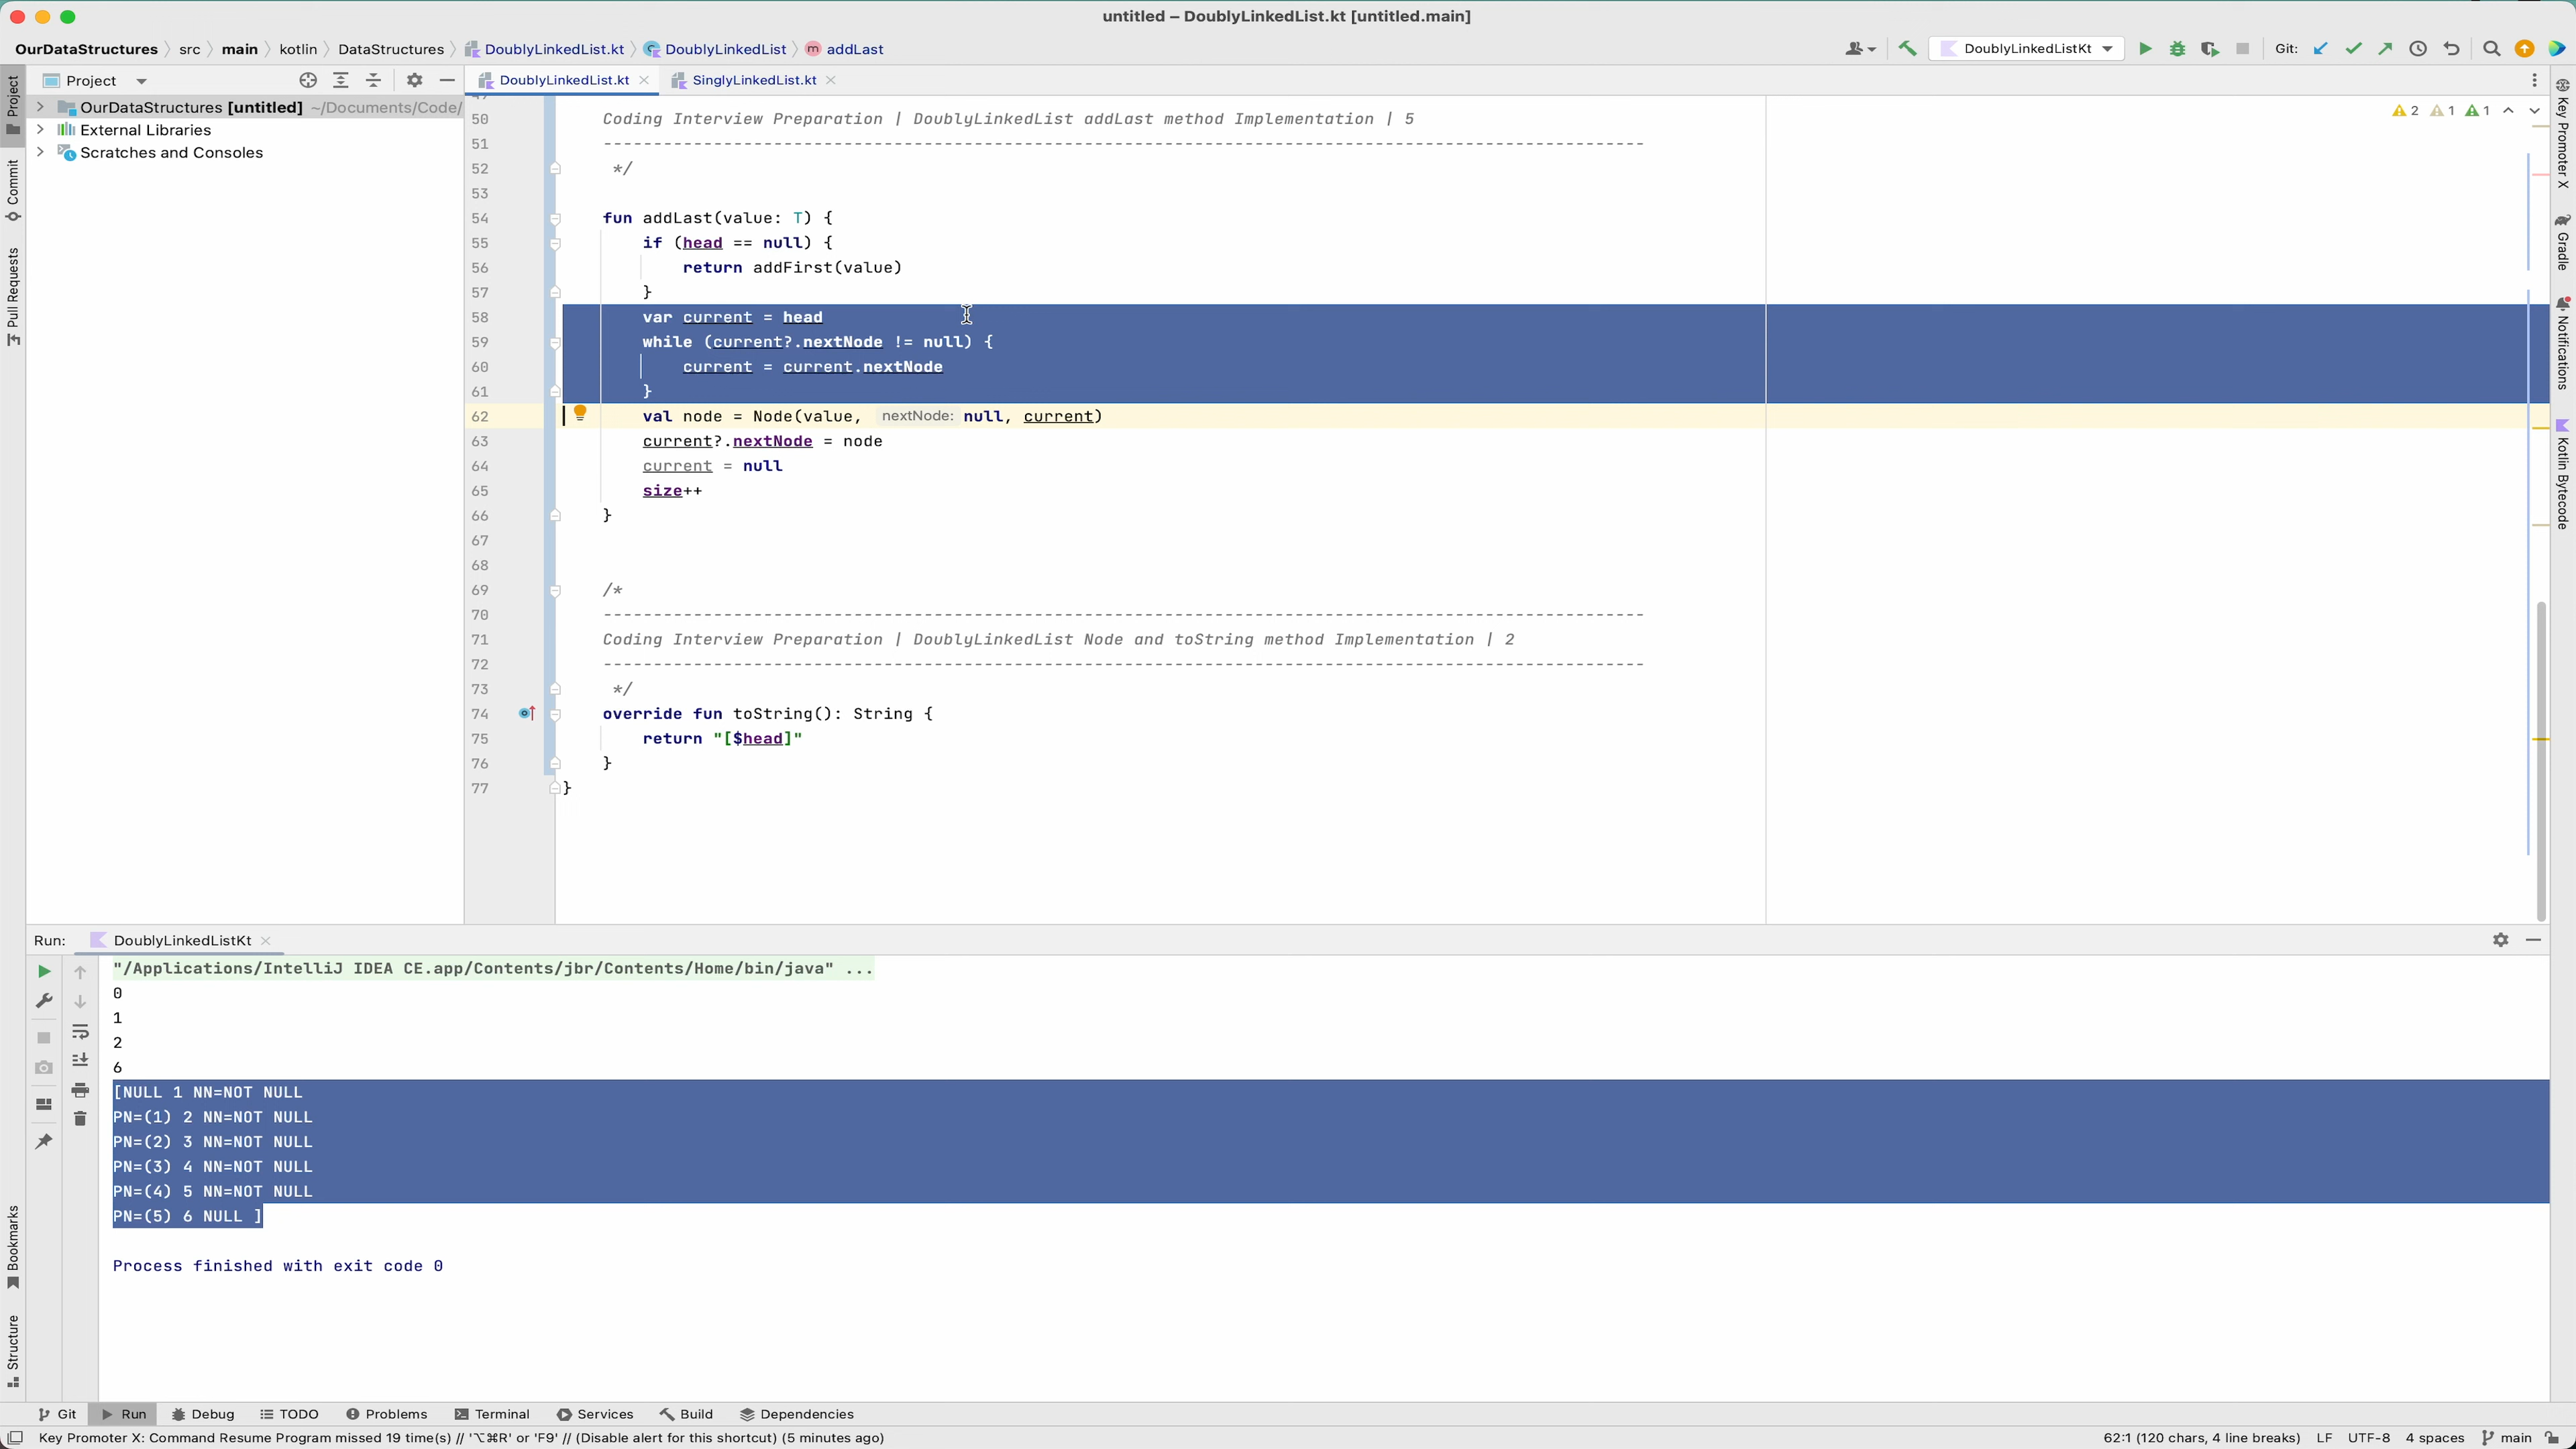 untitled – DoublyLinkedList.kt [untitled.main]
OurDataStructures src main kotlin DataStructures DoublyLinkedList.kt DoublyLinkedList addLast
DoublyLinkedListKt Git:
Project
DoublyLinkedList.kt
SinglyLinkedList.kt
OurDataStructures [untitled] ~/Documents/Code/
External Libraries
Scratches and Consoles
Project
Commit
Pull Requests
Bookmarks
Structure
2 1 1
50 Coding Interview Preparation | DoublyLinkedList addLast method Implementation | 5
51 --------------------------------------------------------------------------------------------------------
52 */
53
54 fun addLast(value: T) {
55 if (head == null) {
56 return addFirst(value)
57 }
58 var current = head
59 while (current?.nextNode != null) {
60 current = current.nextNode
61 }
62 val node = Node(value, nextNode: null, current)
63 current?.nextNode = node
64 current = null
65 size++
66 }
67
68
69 /*
70 --------------------------------------------------------------------------------------------------------
71 Coding Interview Preparation | DoublyLinkedList Node and toString method Implementation | 2
72 --------------------------------------------------------------------------------------------------------
73 */
74 override fun toString(): String {
75 return "[$head]"
76 }
77 }
Key Promoter X
Gradle
Notifications
Kotlin Bytecode
Run: DoublyLinkedListKt
"/Applications/IntelliJ IDEA CE.app/Contents/jbr/Contents/Home/bin/java" ...
0
1
2
6
[NULL 1 NN=NOT NULL
PN=(1) 2 NN=NOT NULL
PN=(2) 3 NN=NOT NULL
PN=(3) 4 NN=NOT NULL
PN=(4) 5 NN=NOT NULL
PN=(5) 6 NULL ]
Process finished with exit code 0
Git Run Debug TODO Problems Terminal Services Build Dependencies
Key Promoter X: Command Resume Program missed 19 time(s) // '⌥⌘R' or 'F9' // (Disable alert for this shortcut) (5 minutes ago)
62:1 (120 chars, 4 line breaks) LF UTF-8 4 spaces main